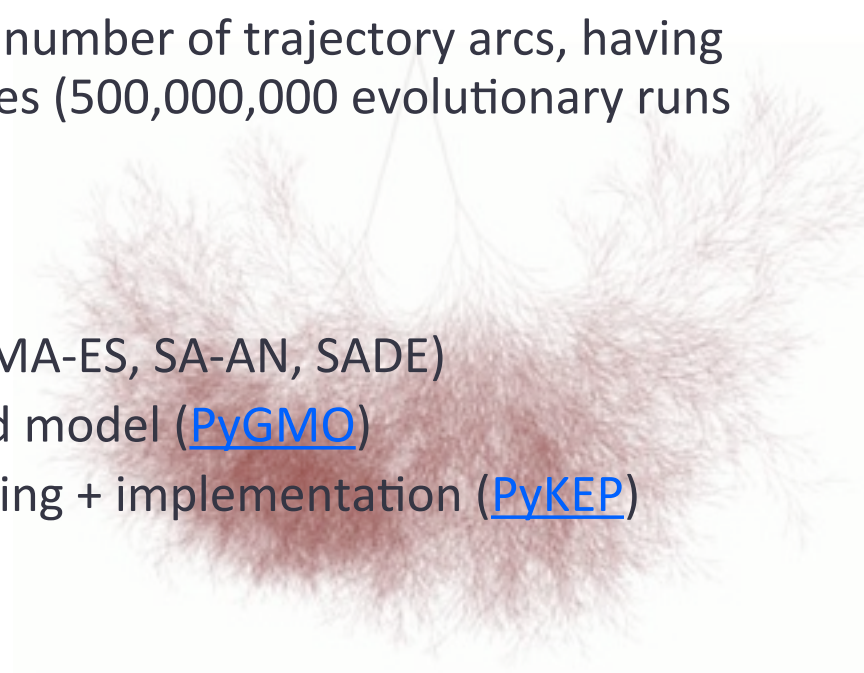 number of trajectory arcs, having
es (500,000,000 evolutionary runs
MA-ES, SA-AN, SADE)
d model (PyGMO)
ing + implementation (PyKEP)